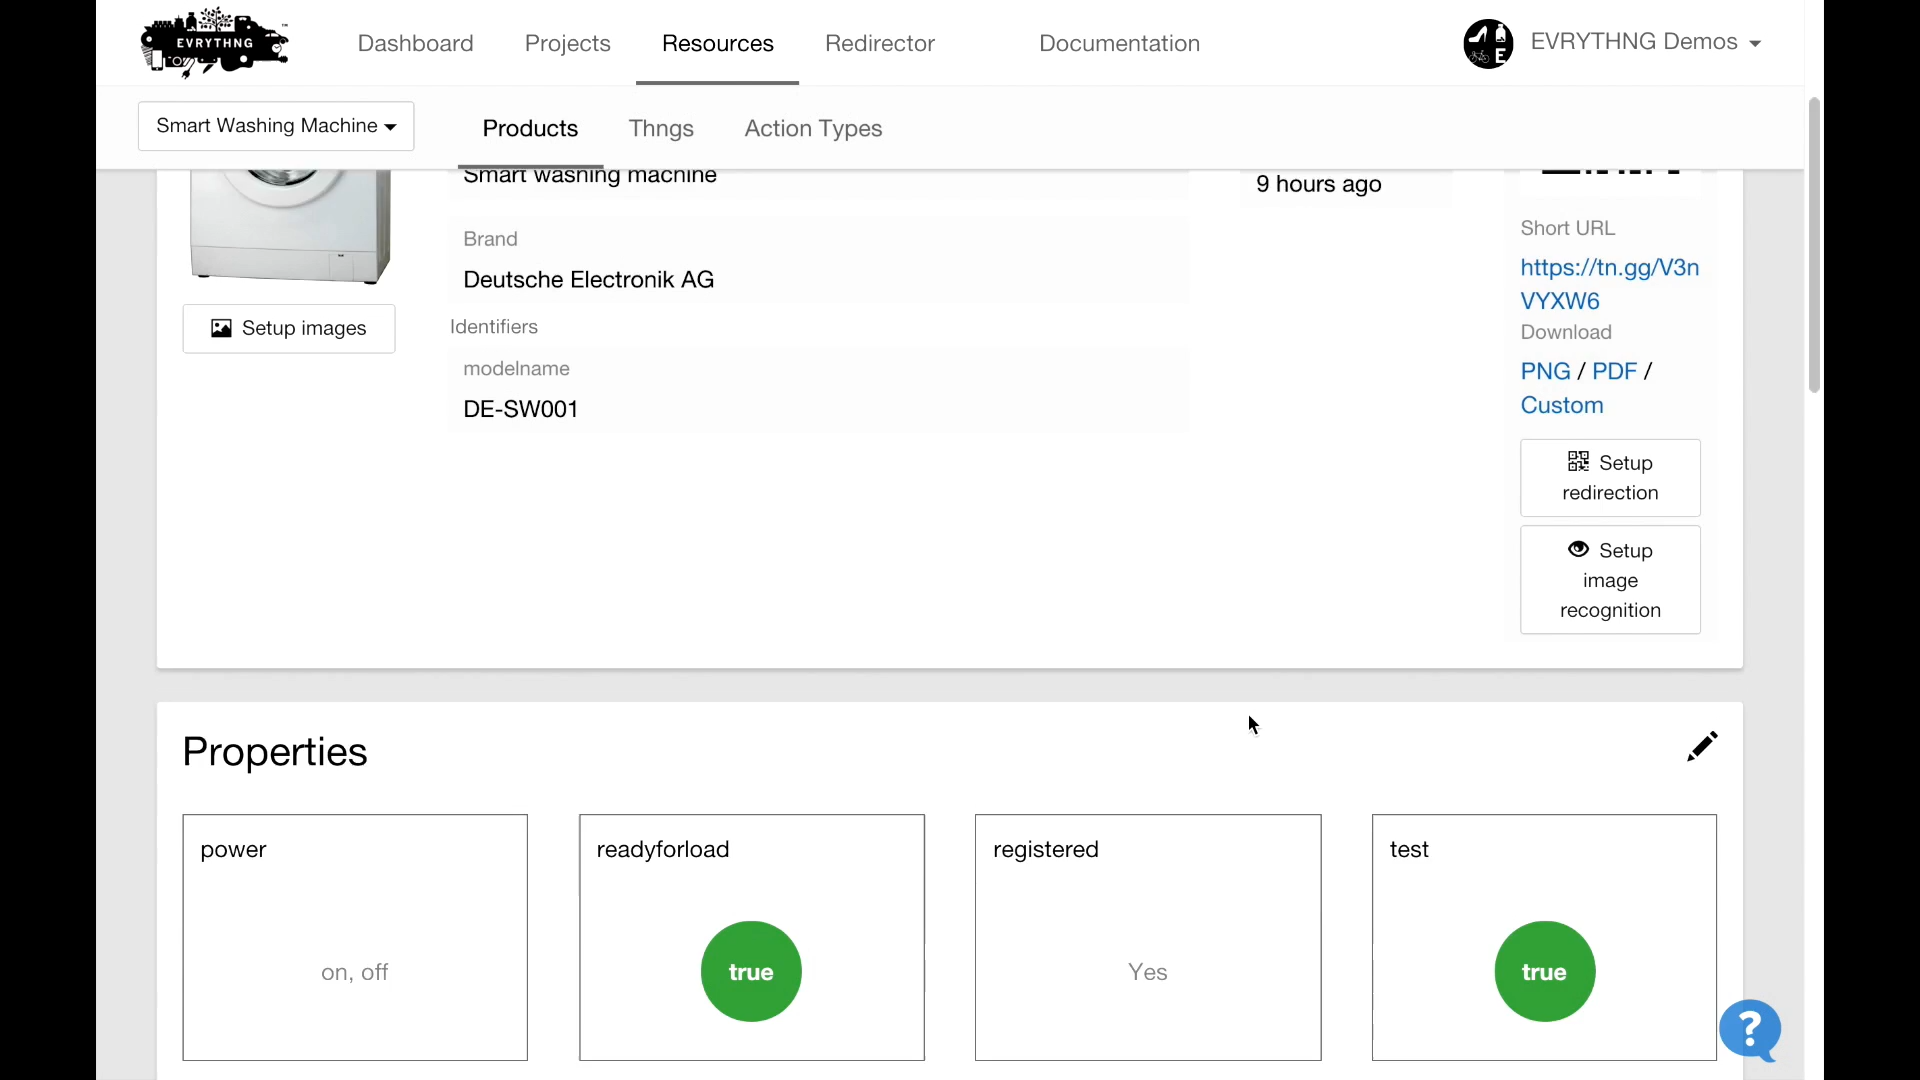 EVRYTHNG
Dashboard
Projects
Resources
Redirector
Documentation
EVRYTHNG Demos
Smart Washing Machine
Products
Thngs
Action Types
Smart washing machine
9 hours ago
Brand
Deutsche Electronik AG
Identifiers
modelname
DE-SW001
Setup images
Short URL
https://tn.gg/V3n
VYXW6
Download
PNG / PDF /
Custom
Setup
redirection
Setup
image
recognition
Properties
power
on, off
readyforload
true
registered
Yes
test
true
?